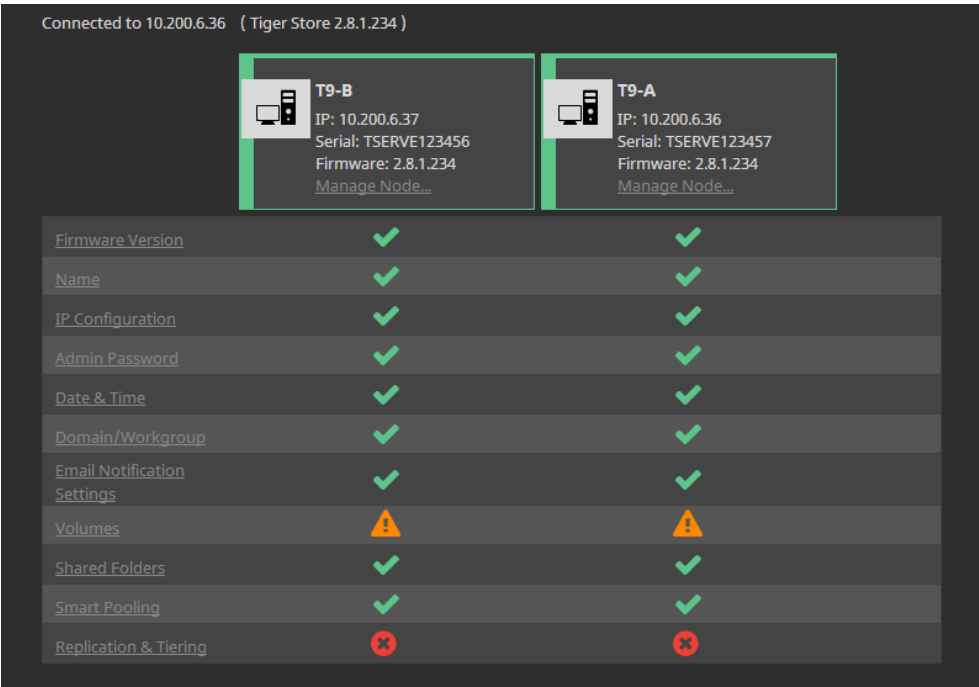 Connected to 10.200.6.36 ( Tiger Store 2.8.1.234 )
T9-B
IP: 10.200.6.37
Serial: TSERVE123456
Firmware: 2.8.1.234
Manage Node...
T9-A
IP: 10.200.6.36
Serial: TSERVE123457
Firmware: 2.8.1.234
Manage Node...
Firmware Version
Name
IP Configuration
Admin Password
Date & Time
Domain/Workgroup
Email Notification
Settings
Volumes
Shared Folders
Smart Pooling
Replication & Tiering